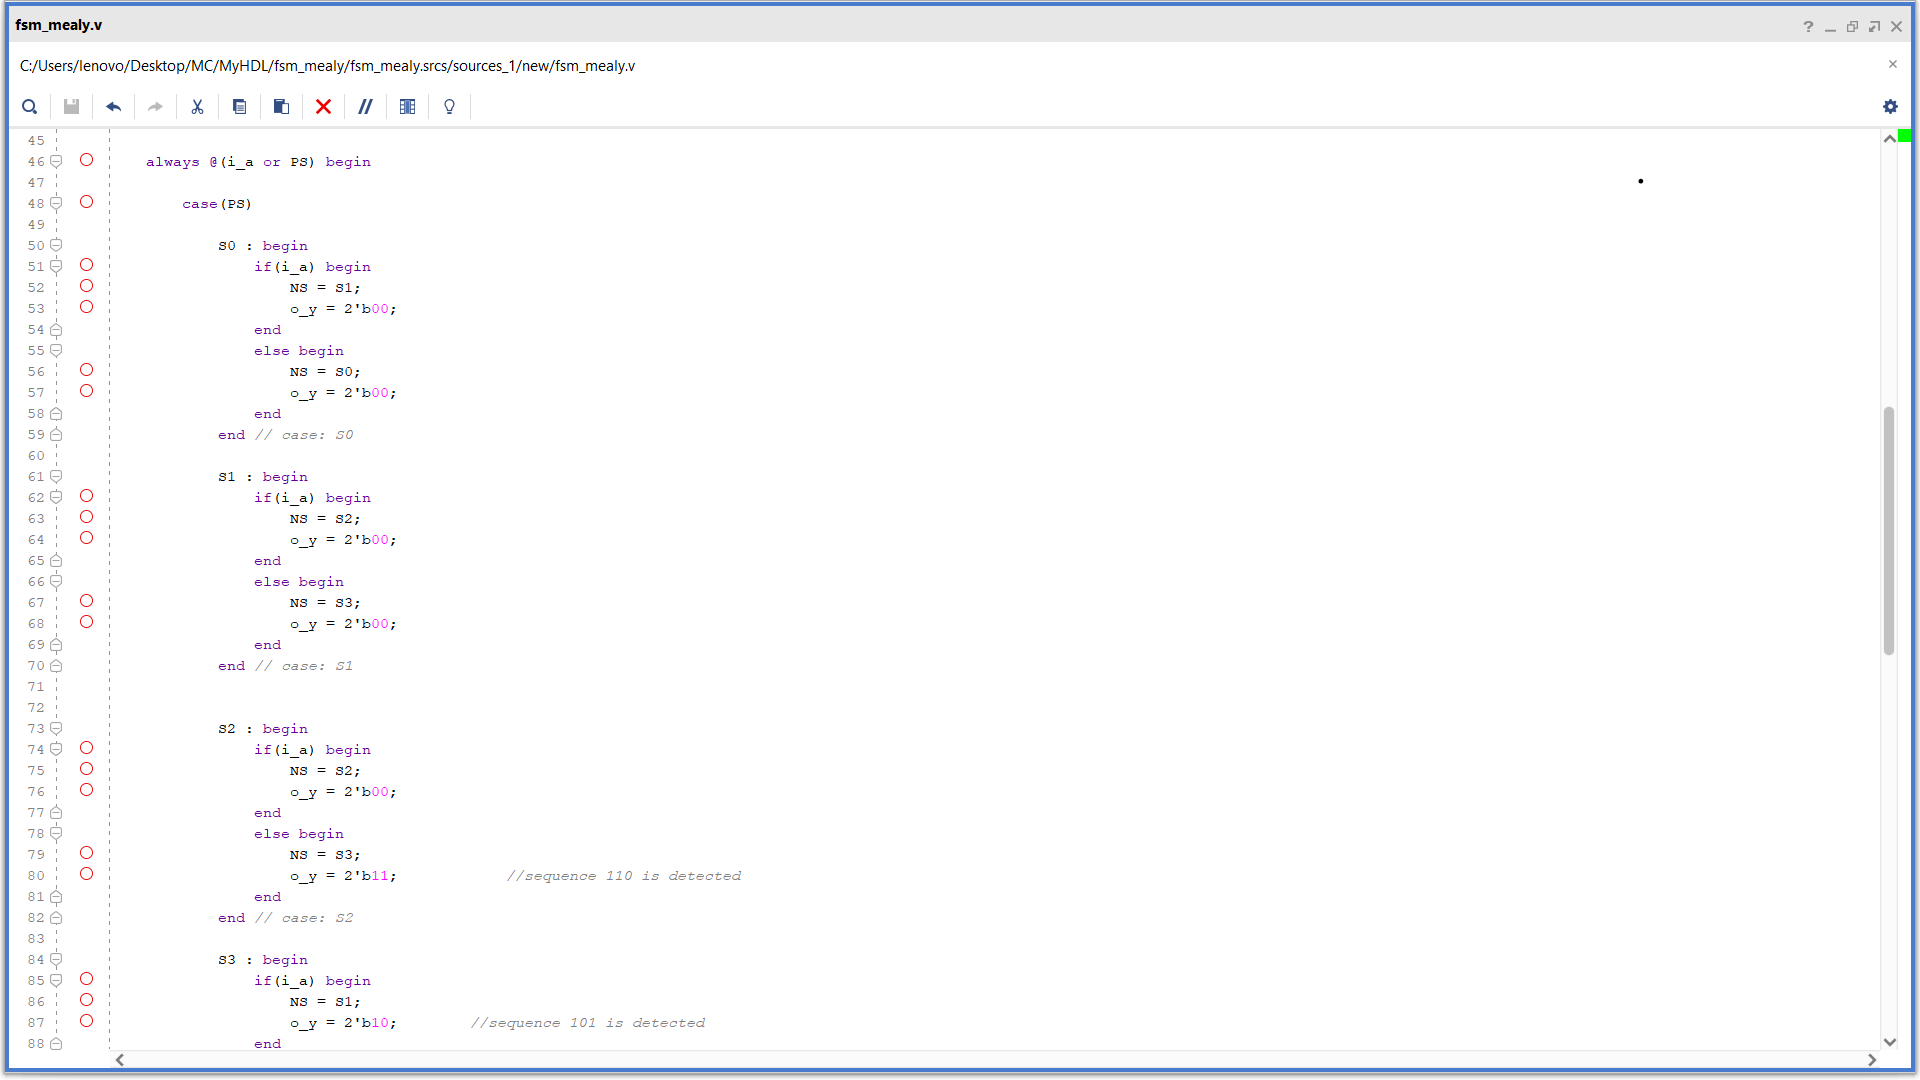 fsm_mealy.v
C:/Users/lenovo/Desktop/MC/MyHDL/fsm_mealy/fsm_mealy.srcs/sources_1/new/fsm_mealy.v
45
46 always @(i_a or PS) begin
47
48 case(PS)
49
50 S0 : begin
51 if(i_a) begin
52 NS = S1;
53 o_y = 2'b00;
54 end
55 else begin
56 NS = S0;
57 o_y = 2'b00;
58 end
59 end // case: S0
60
61 S1 : begin
62 if(i_a) begin
63 NS = S2;
64 o_y = 2'b00;
65 end
66 else begin
67 NS = S3;
68 o_y = 2'b00;
69 end
70 end // case: S1
71
72
73 S2 : begin
74 if(i_a) begin
75 NS = S2;
76 o_y = 2'b00;
77 end
78 else begin
79 NS = S3;
80 o_y = 2'b11; //sequence 110 is detected
81 end
82 end // case: S2
83
84 S3 : begin
85 if(i_a) begin
86 NS = S1;
87 o_y = 2'b10; //sequence 101 is detected
88 end